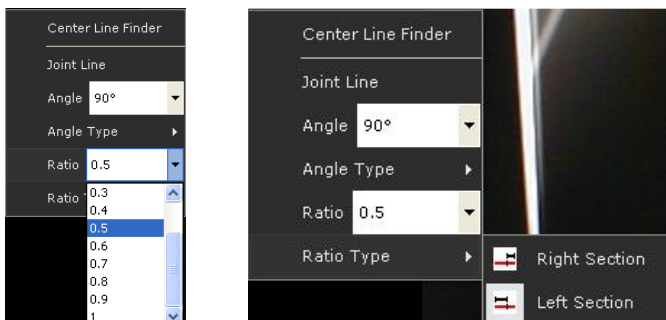 Center Line Finder
Joint Line
Angle 90°
Angle Type
Ratio 0.5
Ratio
0.3
0.4
0.5
0.6
0.7
0.8
0.9
1
Center Line Finder
Joint Line
Angle 90°
Angle Type
Ratio 0.5
Ratio Type
Right Section
Left Section